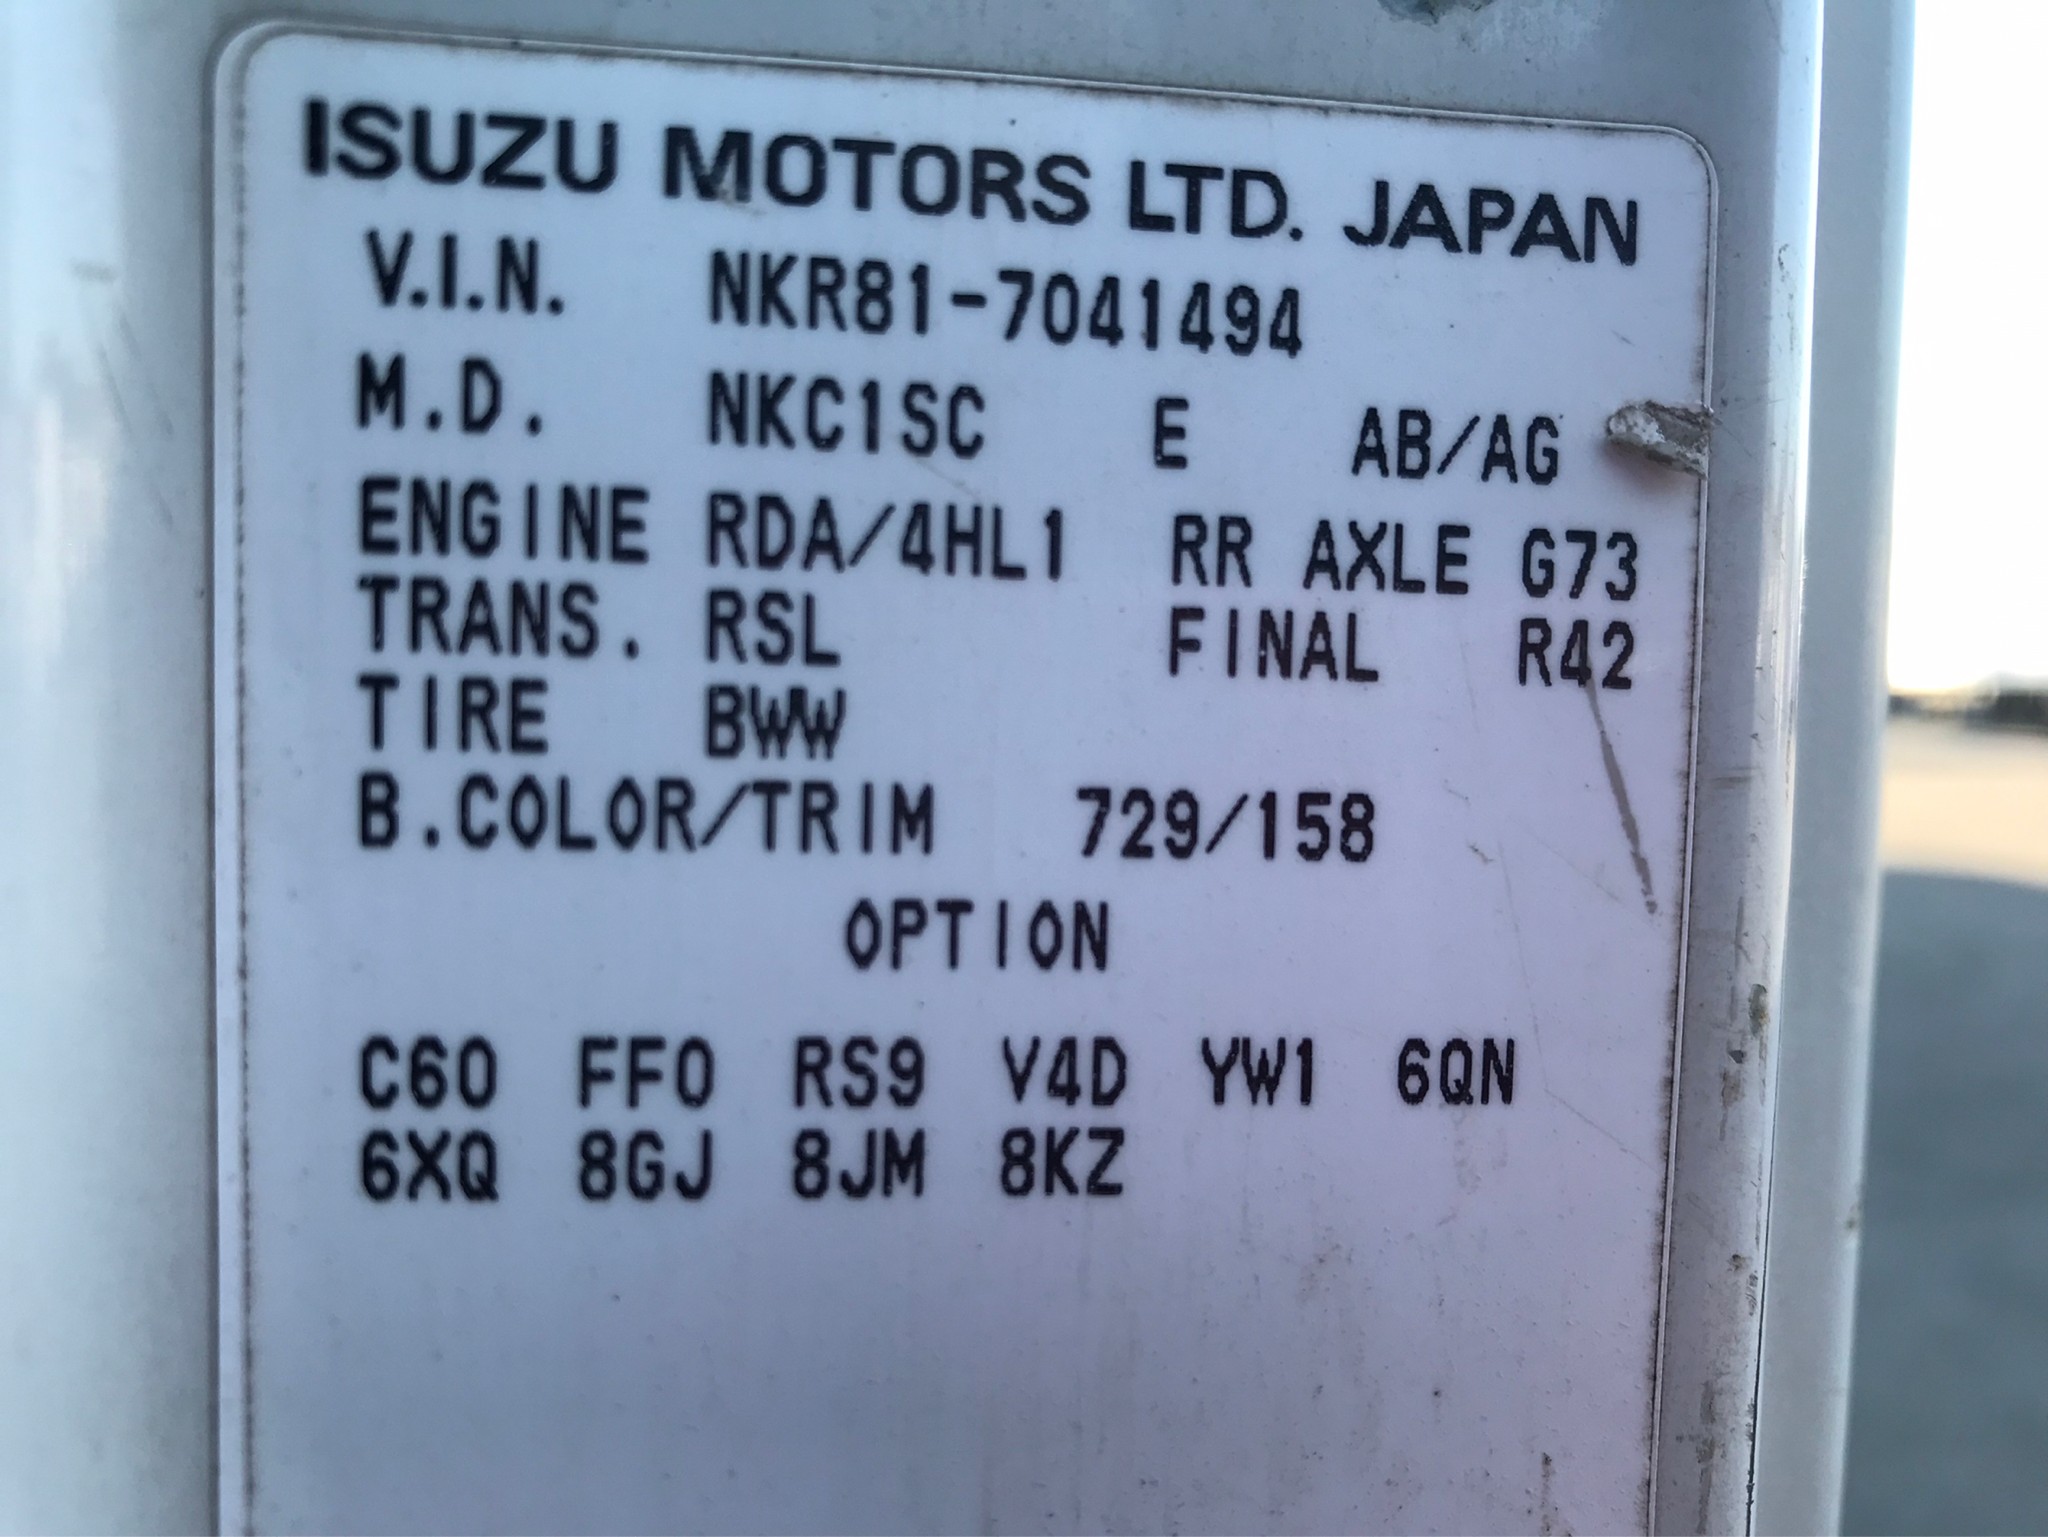 ISUZU MOTORS LTD. JAPAN
V.I.N. NKR81-7041494
M.D. NKC1SC E AB/AG
ENGINE RDA/4HL1 RR AXLE G73
TRANS. RSL FINAL R42
TIRE BWW
B.COLOR/TRIM 729/158
OPTION
C60 FF0 RS9 V4D YW1 6QN
6XQ 8GJ 8JM 8KZ